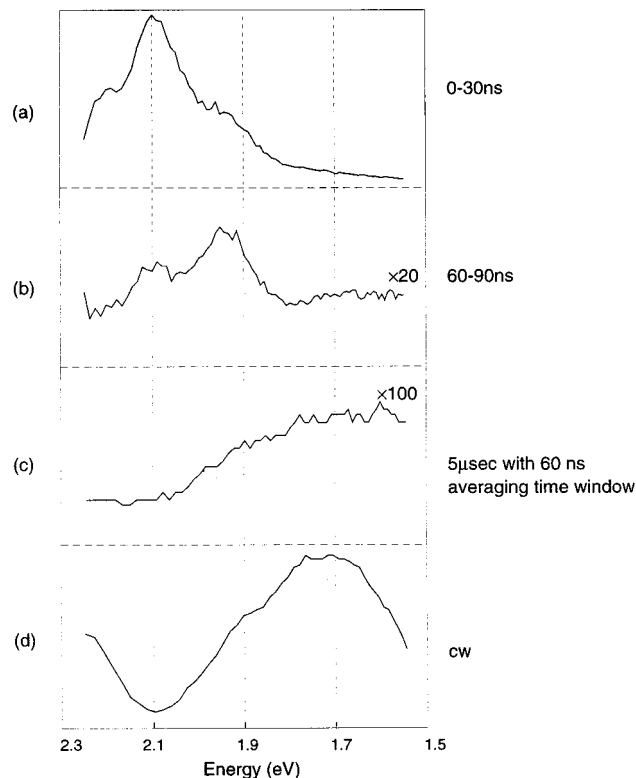 (a)
0-30ns
(b)
×20
60-90ns
(c)
×100
5μsec with 60 ns
averaging time window
(d)
cw
2.3
2.1
1.9
1.7
1.5
Energy (eV)